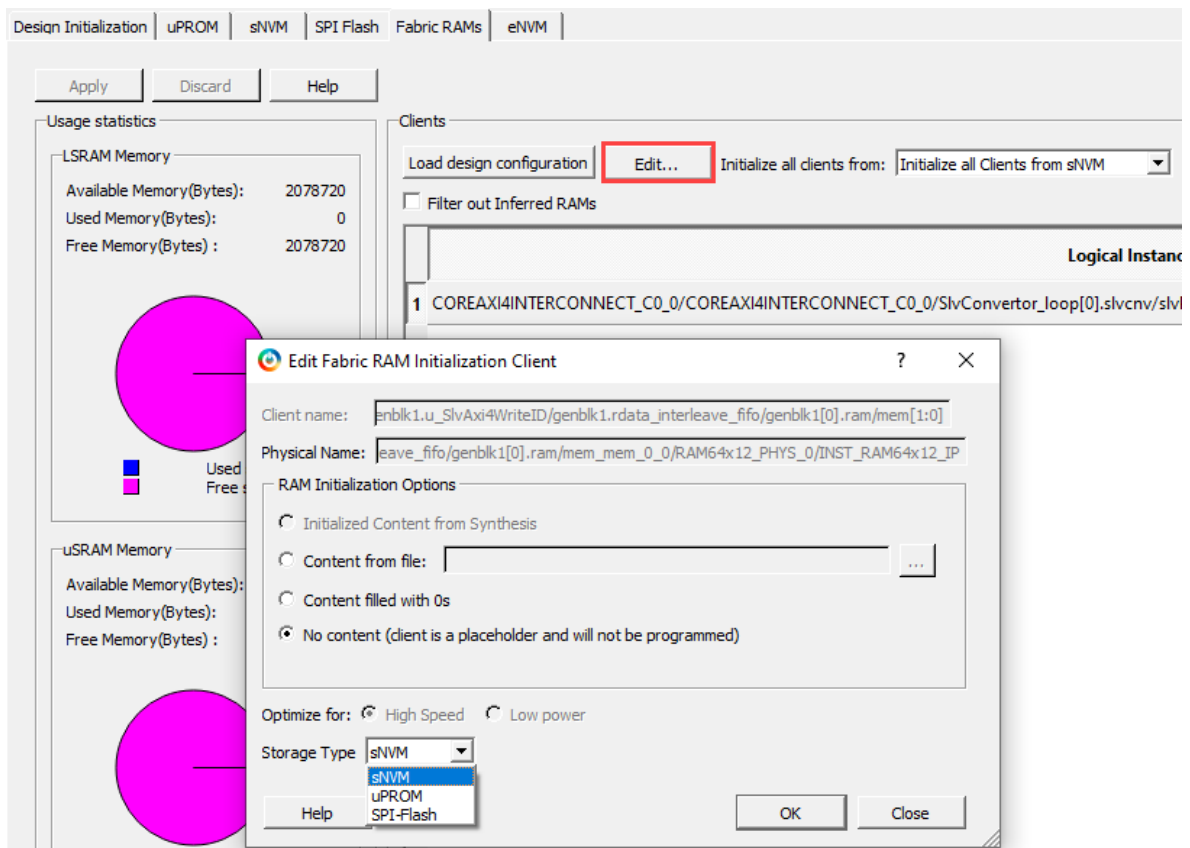 Design Initialization uPROM sNVM SPI Flash Fabric RAMs eNVM
Apply Discard Help
Usage statistics
LSRAM Memory
Available Memory(Bytes): 2078720
Used Memory(Bytes): 0
Free Memory(Bytes) : 2078720
Used
Free
uSRAM Memory
Available Memory(Bytes):
Used Memory(Bytes):
Free Memory(Bytes) :
Clients
Load design configuration Edit... Initialize all clients from: Initialize all Clients from sNVM
Filter out Inferred RAMs
Logical Instanc
1 COREAXI4INTERCONNECT_C0_0/COREAXI4INTERCONNECT_C0_0/SlvConvertor_loop[0].slvcnv/slv
Edit Fabric RAM Initialization Client ?
Client name: enblk1.u_SlvAxi4WriteID/genblk1.rdata_interleave_fifo/genblk1[0].ram/mem[1:0]
Physical Name: eave_fifo/genblk1[0].ram/mem_mem_0_0/RAM64x12_PHYS_0/INST_RAM64x12_IP
RAM Initialization Options
Initialized Content from Synthesis
Content from file: ...
Content filled with 0s
No content (client is a placeholder and will not be programmed)
Optimize for: High Speed Low power
Storage Type sNVM
sNVM
uPROM
SPI-Flash
Help OK Close